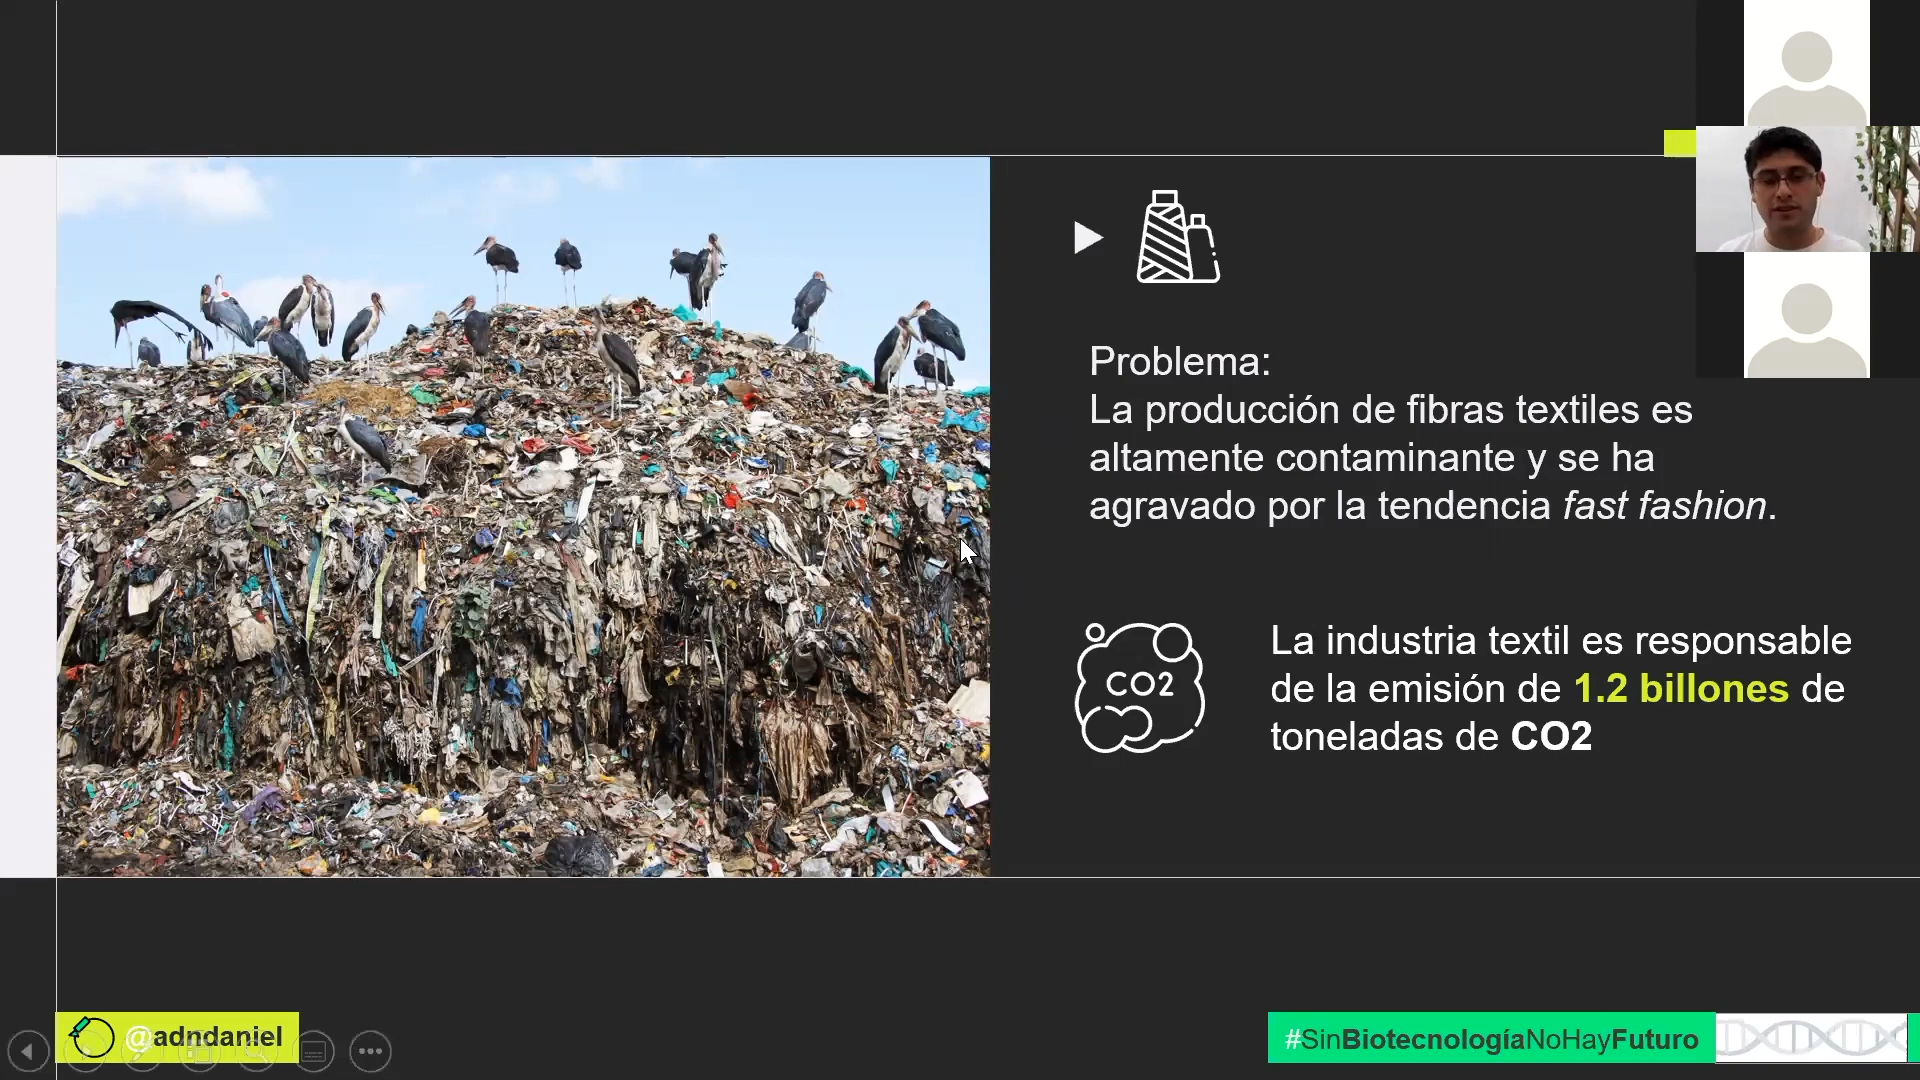 Problema:
La producción de fibras textiles es
altamente contaminante y se ha
agravado por la tendencia fast fashion.
CO2
La industria textil es responsable
de la emisión de 1.2 billones de
toneladas de CO2
@adndaniel
#SinBiotecnologíaNoHayFuturo